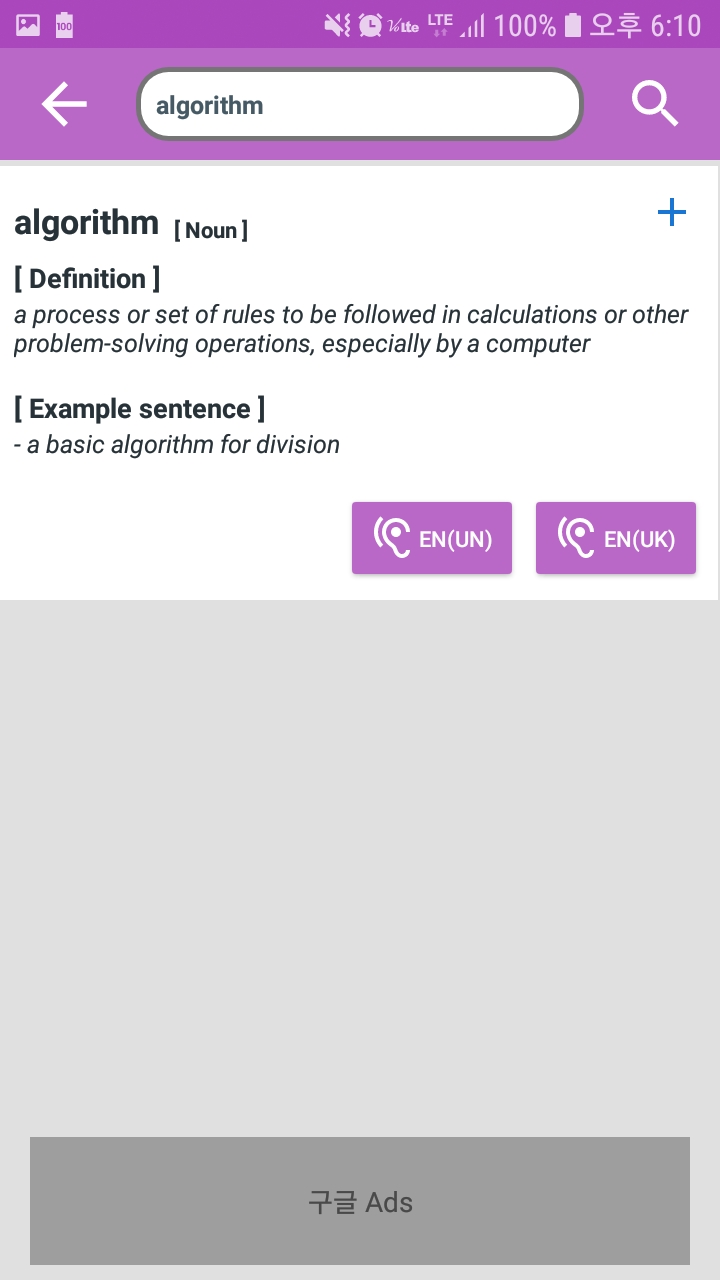 100 LTE 100% 오후 6:10
algorithm
algorithm [ Noun ]
[ Definition ]
a process or set of rules to be followed in calculations or other
problem-solving operations, especially by a computer
[ Example sentence ]
- a basic algorithm for division
EN(UN) EN(UK)
구글 Ads